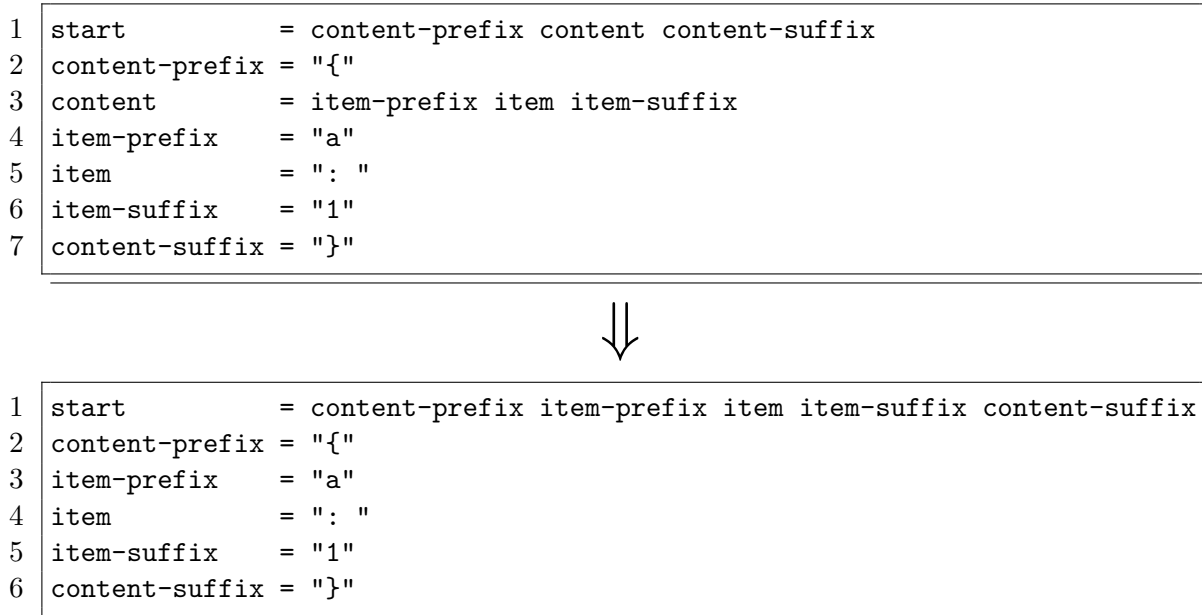 1 start          = content-prefix content content-suffix
2 content-prefix = "{"
3 content        = item-prefix item item-suffix
4 item-prefix    = "a"
5 item           = ": "
6 item-suffix    = "1"
7 content-suffix = "}"
⇓
1 start          = content-prefix item-prefix item item-suffix content-suffix
2 content-prefix = "{"
3 item-prefix    = "a"
4 item           = ": "
5 item-suffix    = "1"
6 content-suffix = "}"